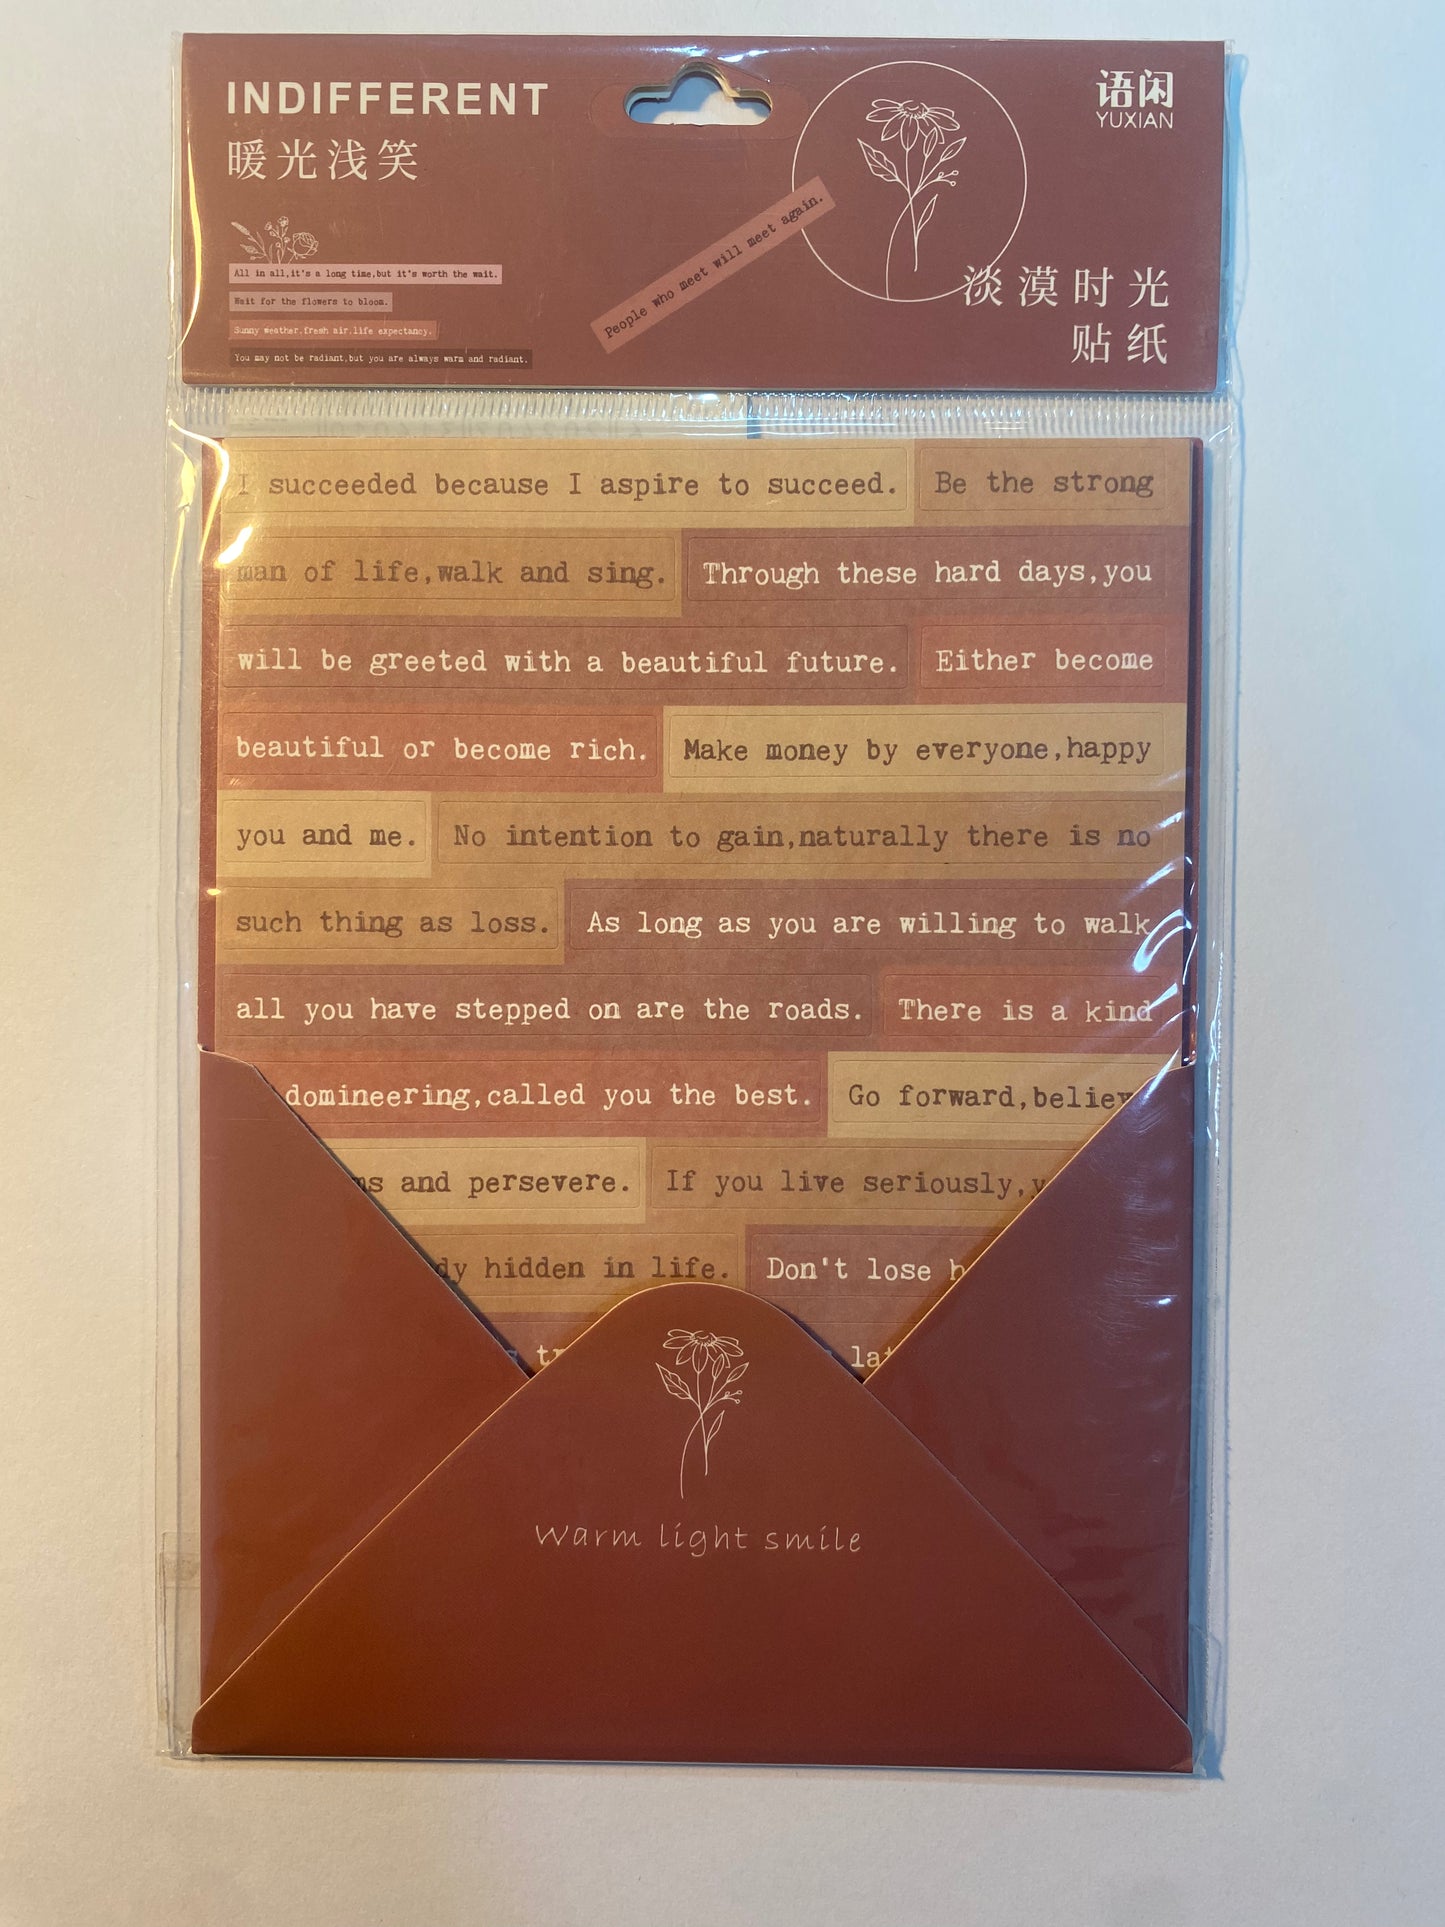 INDIFFERENT
暖光浅笑
语闲
YUXIAN
All in all,it's a long time,but it's worth the wait.
Wait for the flowers to bloom.
Sunny weather.fresh air.life expectancy.
You may not be radiant,but you are always warm and radiant.
People who meet will meet again.
淡漠时光
贴纸
I succeeded because I aspire to succeed. Be the strong
man of life,walk and sing. Through these hard days,you
will be greeted with a beautiful future. Either become
beautiful or become rich. Make money by everyone,happy
you and me. No intention to gain,naturally there is no
such thing as loss. As long as you are willing to walk
all you have stepped on are the roads. There is a kind
domineering,called you the best. Go forward,believ
and persevere. If you live seriously,
hidden in life. Don't lose
Warm light smile